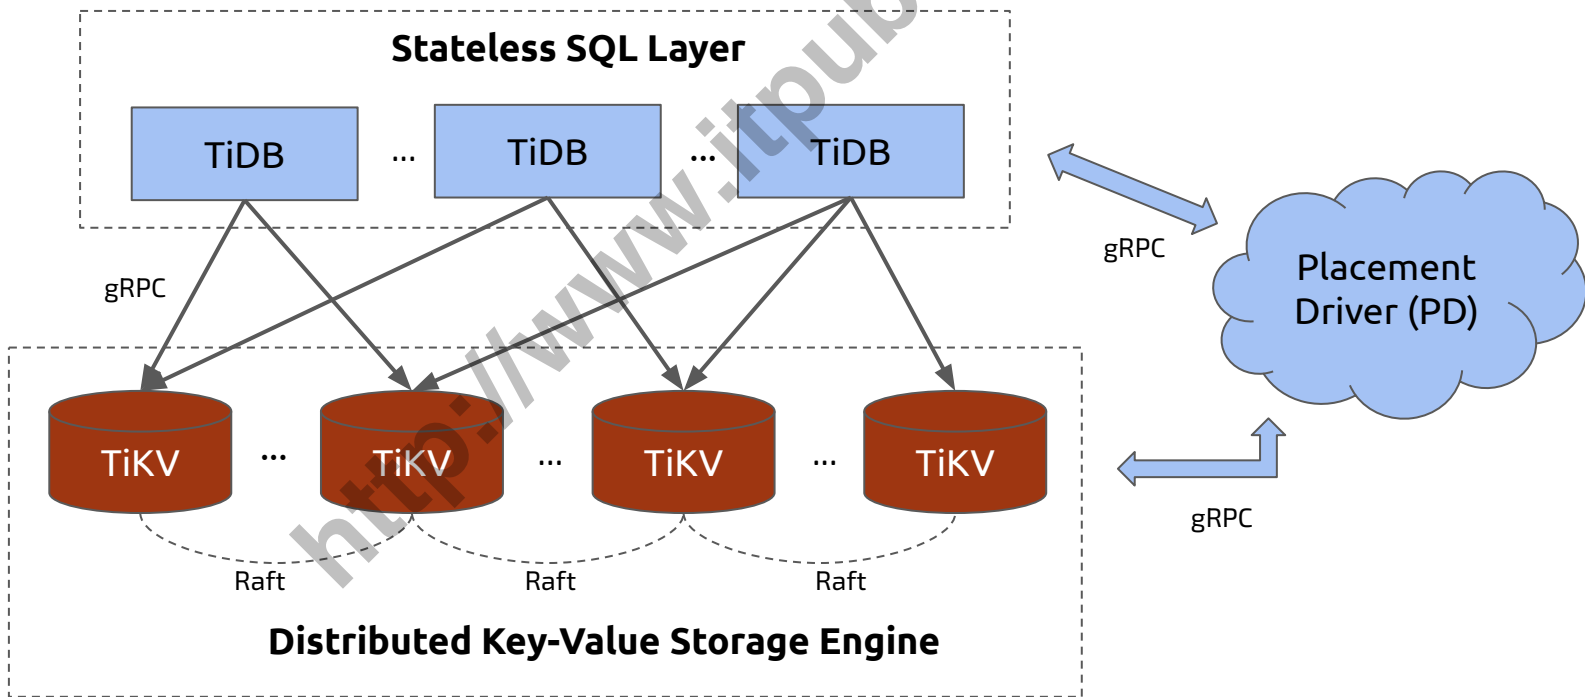 Stateless SQL Layer
TiDB
...
TiDB
...
TiDB
gRPC
gRPC
Placement
Driver (PD)
TiKV
...
TiKV
...
TiKV
...
TiKV
gRPC
Raft
Raft
Raft
Distributed Key-Value Storage Engine
http://www.itpub